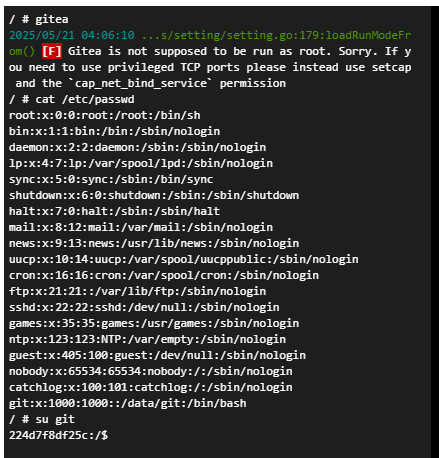 / # gitea
2025/05/21 04:06:10 ...s/setting/setting.go:179:loadRunModeFr
om() [F] Gitea is not supposed to be run as root. Sorry. If y
ou need to use privileged TCP ports please instead use setcap
 and the `cap_net_bind_service` permission
/ # cat /etc/passwd
root:x:0:0:root:/root:/bin/sh
bin:x:1:1:bin:/bin:/sbin/nologin
daemon:x:2:2:daemon:/sbin:/sbin/nologin
lp:x:4:7:lp:/var/spool/lpd:/sbin/nologin
sync:x:5:0:sync:/sbin:/bin/sync
shutdown:x:6:0:shutdown:/sbin:/sbin/shutdown
halt:x:7:0:halt:/sbin:/sbin/halt
mail:x:8:12:mail:/var/mail:/sbin/nologin
news:x:9:13:news:/usr/lib/news:/sbin/nologin
uucp:x:10:14:uucp:/var/spool/uucppublic:/sbin/nologin
cron:x:16:16:cron:/var/spool/cron:/sbin/nologin
ftp:x:21:21::/var/lib/ftp:/sbin/nologin
sshd:x:22:22:sshd:/dev/null:/sbin/nologin
games:x:35:35:games:/usr/games:/sbin/nologin
ntp:x:123:123:NTP:/var/empty:/sbin/nologin
guest:x:405:100:guest:/dev/null:/sbin/nologin
nobody:x:65534:65534:nobody:/:/sbin/nologin
catchlog:x:100:101:catchlog:/:/sbin/nologin
git:x:1000:1000::/data/git:/bin/bash
/ # su git
224d7f8df25c:/$